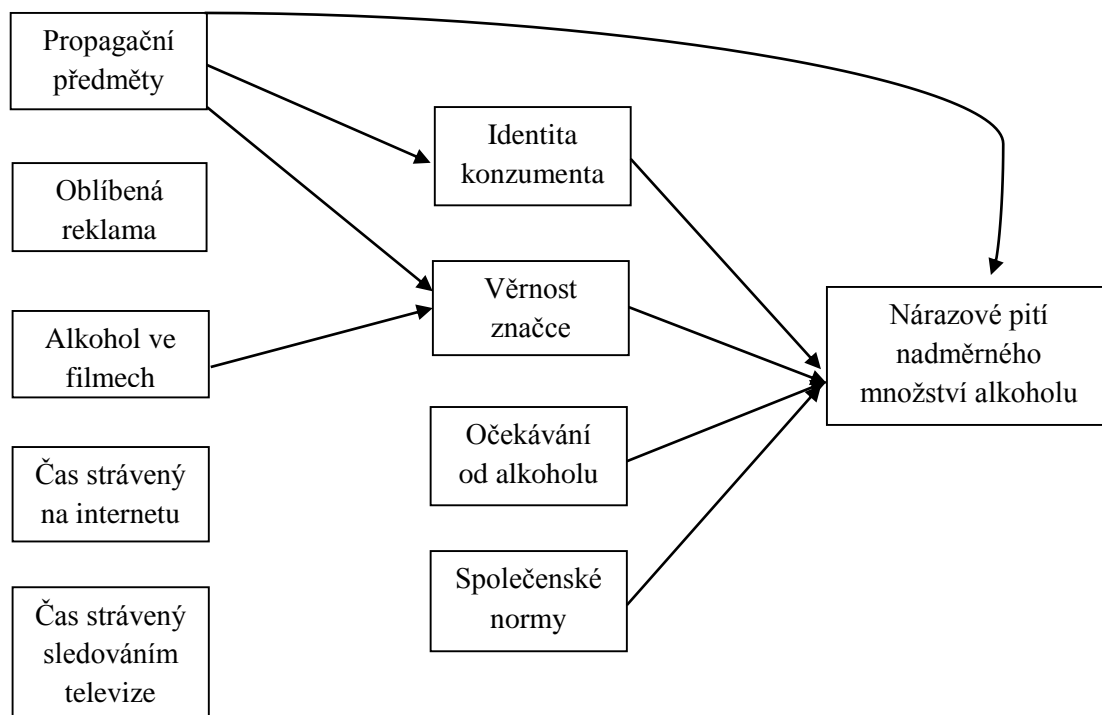 Propagační
předměty
Oblíbená
reklama
Alkohol ve
filmech
Čas strávený
na internetu
Čas strávený
sledováním
televize
Identita
konzumenta
Věrnost
značce
Očekávání
od alkoholu
Společenské
normy
Nárazové pití
nadměrného
množství alkoholu